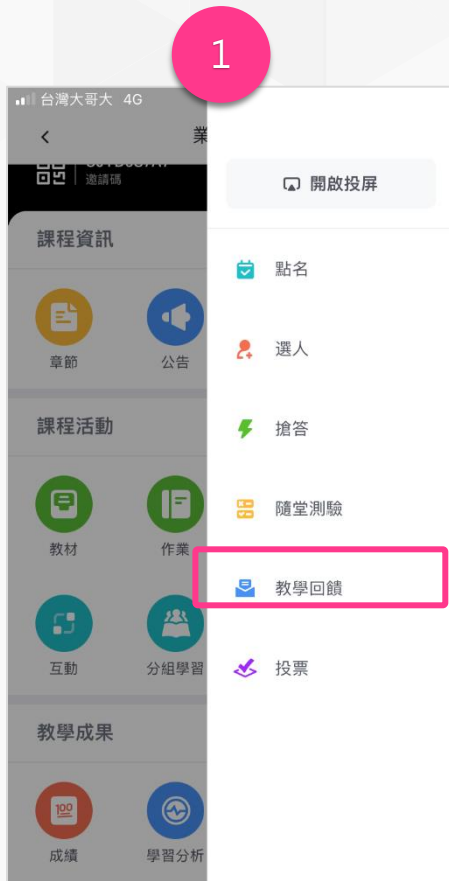 1
台灣大哥大 4G
業
邀請碼
開啟投屏
課程資訊
章節
公告
課程活動
教材
作業
互動
分組學習
教學成果
100
成績
學習分析
點名
選人
搶答
隨堂測驗
教學回饋
投票